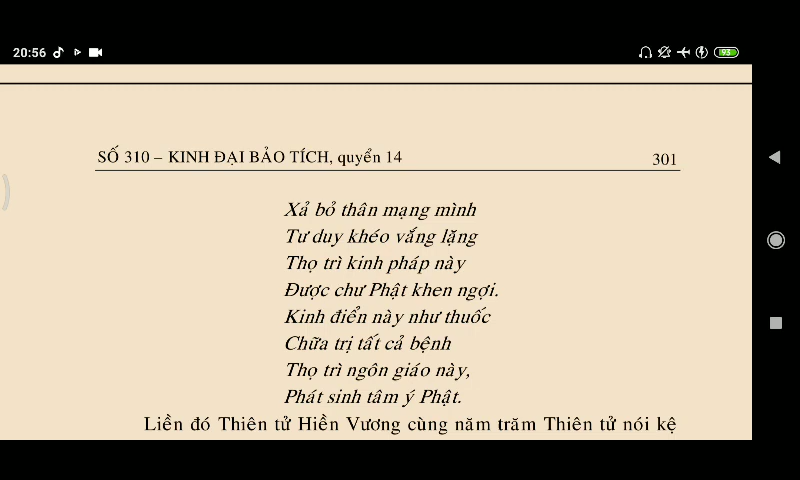 20:56
93
SỐ 310 – KINH ĐẠI BẢO TÍCH, quyển 14
301
Xả bỏ thân mạng mình
Tư duy khéo vắng lặng
Thọ trì kinh pháp này
Được chư Phật khen ngợi.
Kinh điển này như thuốc
Chữa trị tất cả bệnh
Thọ trì ngôn giáo này,
Phát sinh tâm ý Phật.
Liền đó Thiên tử Hiền Vương cùng năm trăm Thiên tử nói kệ